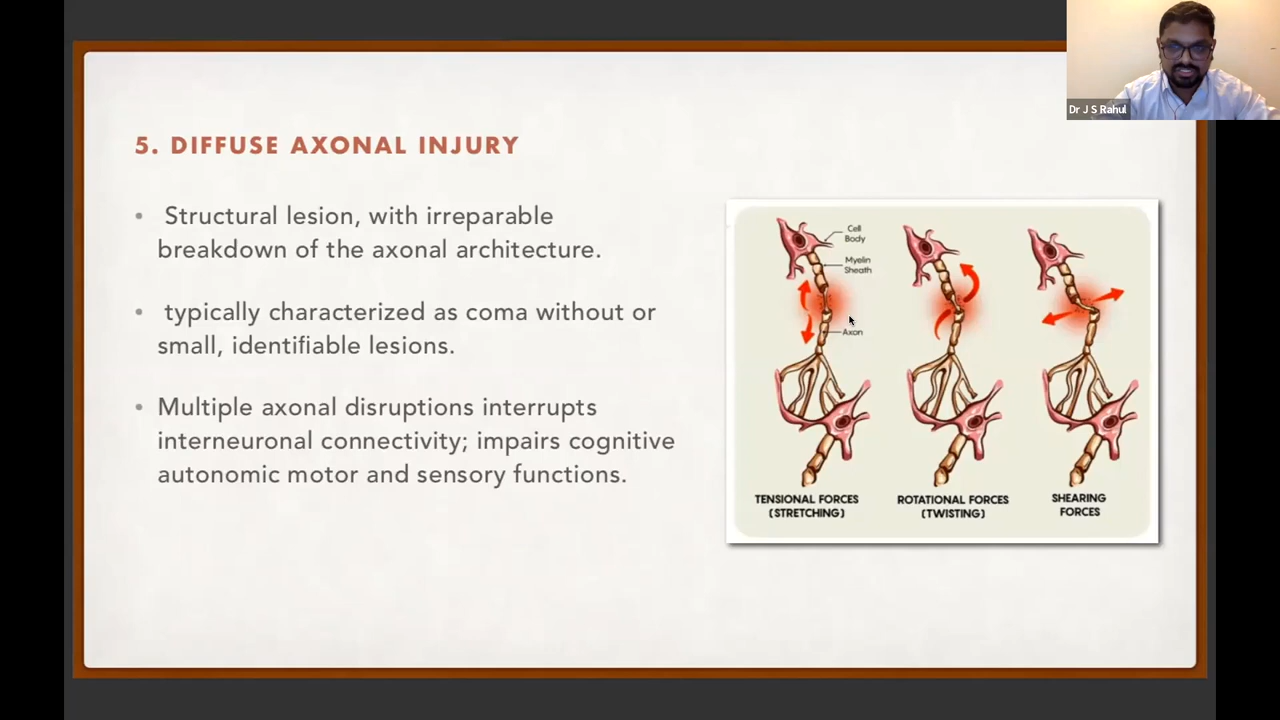 Dr J S Rahul
5. DIFFUSE AXONAL INJURY
• Structural lesion, with irreparable
breakdown of the axonal architecture.
• typically characterized as coma without or
small, identifiable lesions.
• Multiple axonal disruptions interrupts
interneuronal connectivity; impairs cognitive
autonomic motor and sensory functions.
Cell
Body
Myelin
Sheath
Axon
TENSIONAL FORCES
(STRETCHING)
ROTATIONAL FORCES
(TWISTING)
SHEARING
FORCES